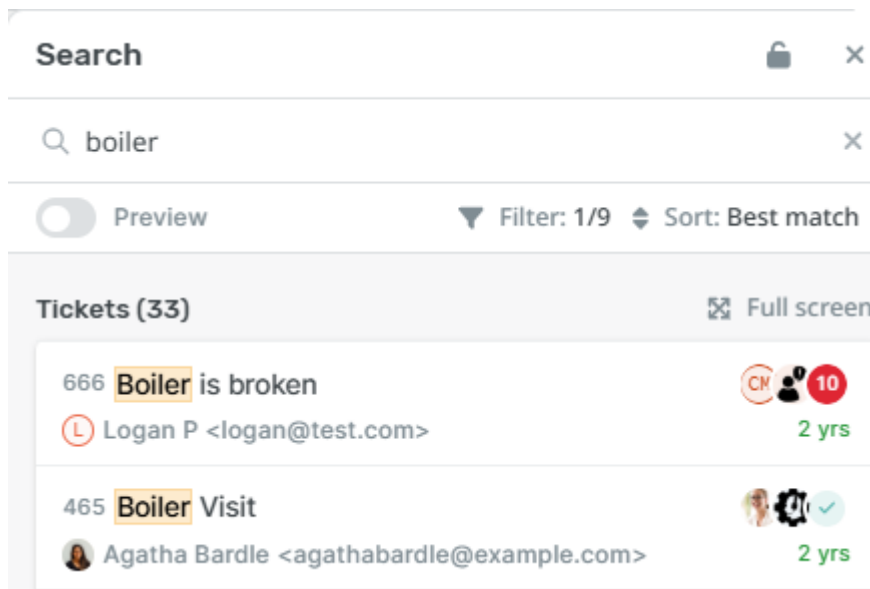 Search
boiler
Preview Filter: 1/9 Sort: Best match
Tickets (33) Full screen
666 Boiler is broken CM 10
L Logan P <logan@test.com> 2 yrs
465 Boiler Visit
Agatha Bardle <agathabardle@example.com> 2 yrs